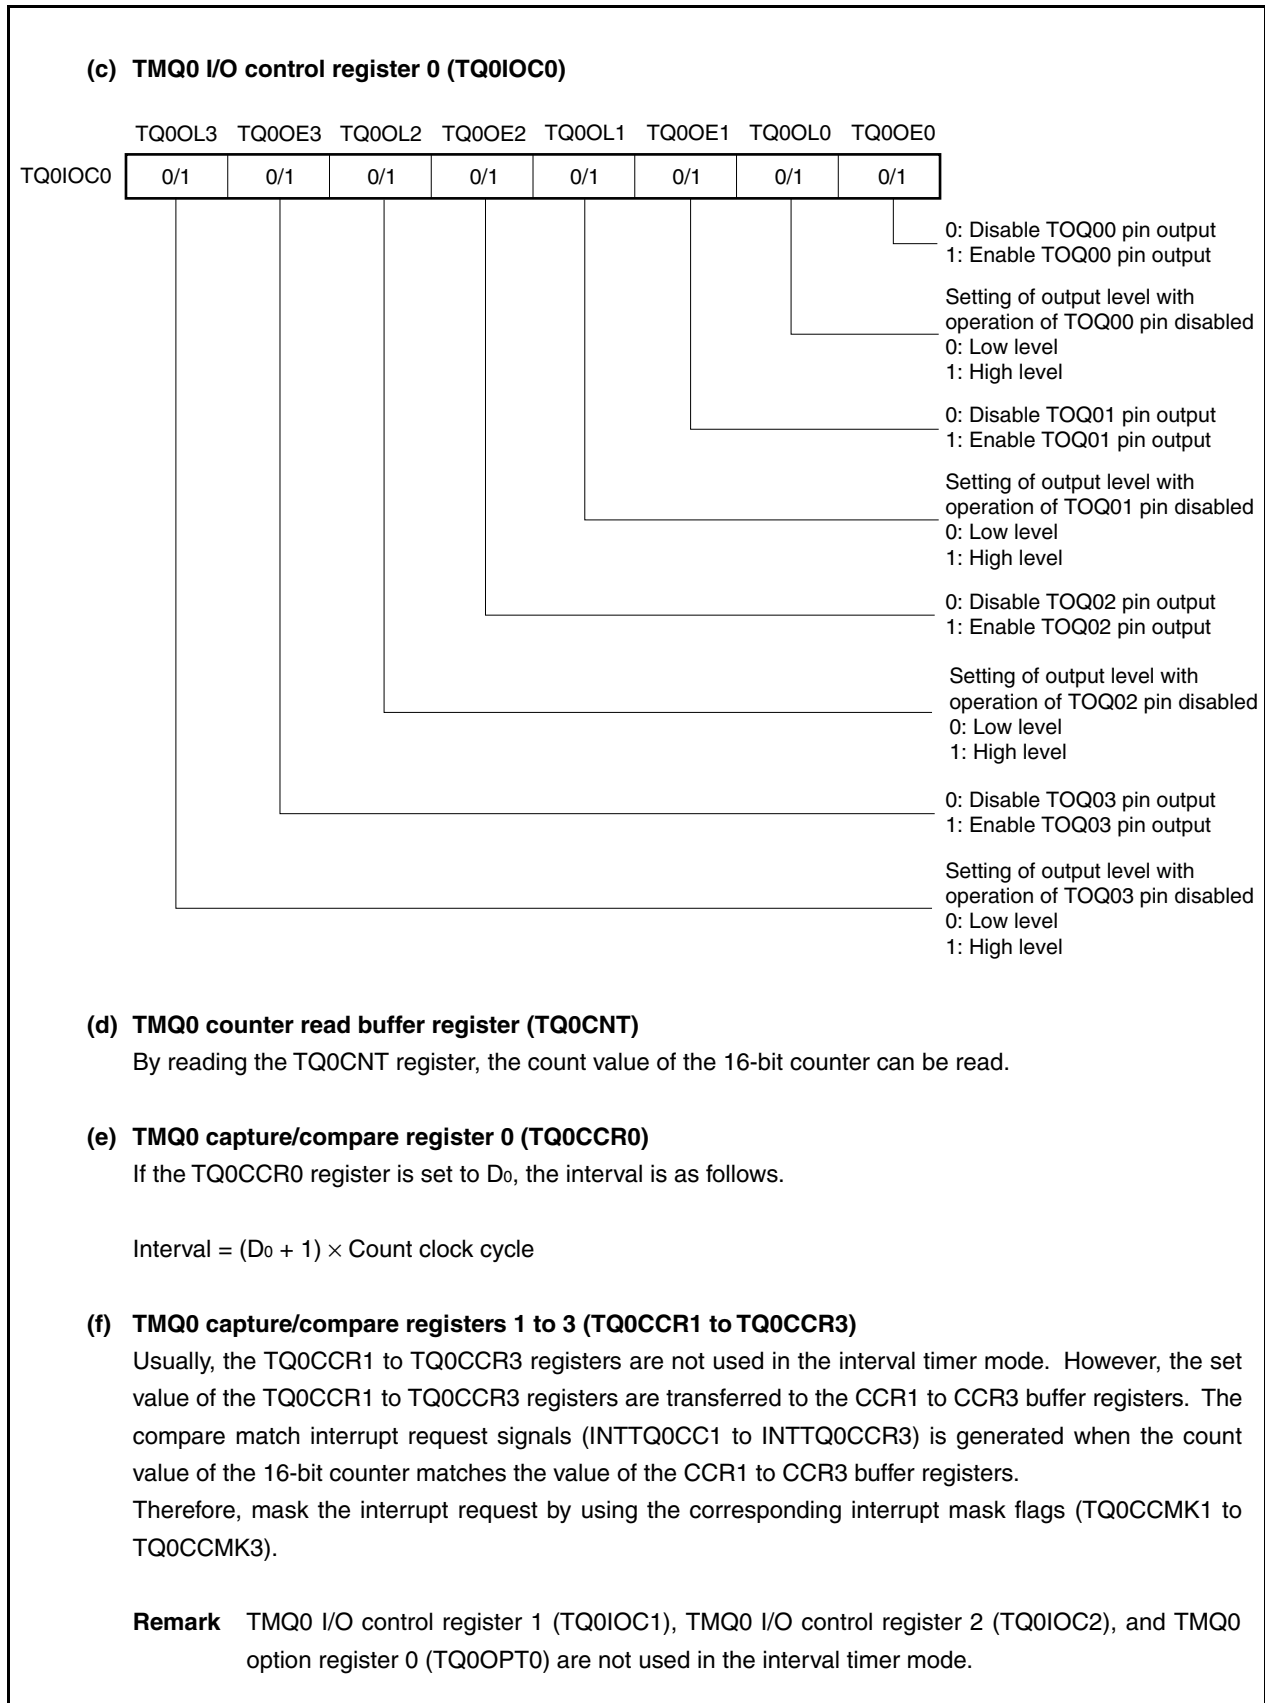 (c) TMQ0 I/O control register 0 (TQ0IOC0)
TQ0OL3 TQ0OE3 TQ0OL2 TQ0OE2 TQ0OL1 TQ0OE1 TQ0OL0 TQ0OE0
TQ0IOC0 0/1 0/1 0/1 0/1 0/1 0/1 0/1 0/1
0: Disable TOQ00 pin output
1: Enable TOQ00 pin output
Setting of output level with
operation of TOQ00 pin disabled
0: Low level
1: High level
0: Disable TOQ01 pin output
1: Enable TOQ01 pin output
Setting of output level with
operation of TOQ01 pin disabled
0: Low level
1: High level
0: Disable TOQ02 pin output
1: Enable TOQ02 pin output
Setting of output level with
operation of TOQ02 pin disabled
0: Low level
1: High level
0: Disable TOQ03 pin output
1: Enable TOQ03 pin output
Setting of output level with
operation of TOQ03 pin disabled
0: Low level
1: High level
(d) TMQ0 counter read buffer register (TQ0CNT)
By reading the TQ0CNT register, the count value of the 16-bit counter can be read.
(e) TMQ0 capture/compare register 0 (TQ0CCR0)
If the TQ0CCR0 register is set to D0, the interval is as follows.
Interval = (D0 + 1) × Count clock cycle
(f) TMQ0 capture/compare registers 1 to 3 (TQ0CCR1 to TQ0CCR3)
Usually, the TQ0CCR1 to TQ0CCR3 registers are not used in the interval timer mode. However, the set
value of the TQ0CCR1 to TQ0CCR3 registers are transferred to the CCR1 to CCR3 buffer registers. The
compare match interrupt request signals (INTTQ0CC1 to INTTQ0CCR3) is generated when the count
value of the 16-bit counter matches the value of the CCR1 to CCR3 buffer registers.
Therefore, mask the interrupt request by using the corresponding interrupt mask flags (TQ0CCMK1 to
TQ0CCMK3).
Remark TMQ0 I/O control register 1 (TQ0IOC1), TMQ0 I/O control register 2 (TQ0IOC2), and TMQ0
option register 0 (TQ0OPT0) are not used in the interval timer mode.